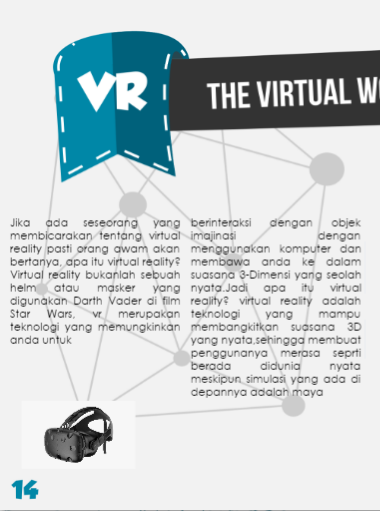 VR
THE VIRTUAL
Jika ada seseorang yang
membicarakan tentang virtual
reality pasti orang awam akan
bertanya, apa itu virtual reality?
Virtual reality bukanlah sebuah
helm atau masker yang
digunakan Darth Vader di film
Star Wars, vr merupakan
teknologi yang memungkinkan
anda untuk
berinteraksi dengan objek
imajinasi dengan
menggunakan komputer dan
membawa anda ke dalam
suasana 3-Dimensi yang seolah
nyata.Jadi apa itu virtual
reality? virtual reality adalah
teknologi yang mampu
membangkitkan suasana 3D
yang nyata,sehingga membuat
penggunanya merasa seprti
berada didunia nyata
meskipun simulasi yang ada di
depannya adalah maya
14